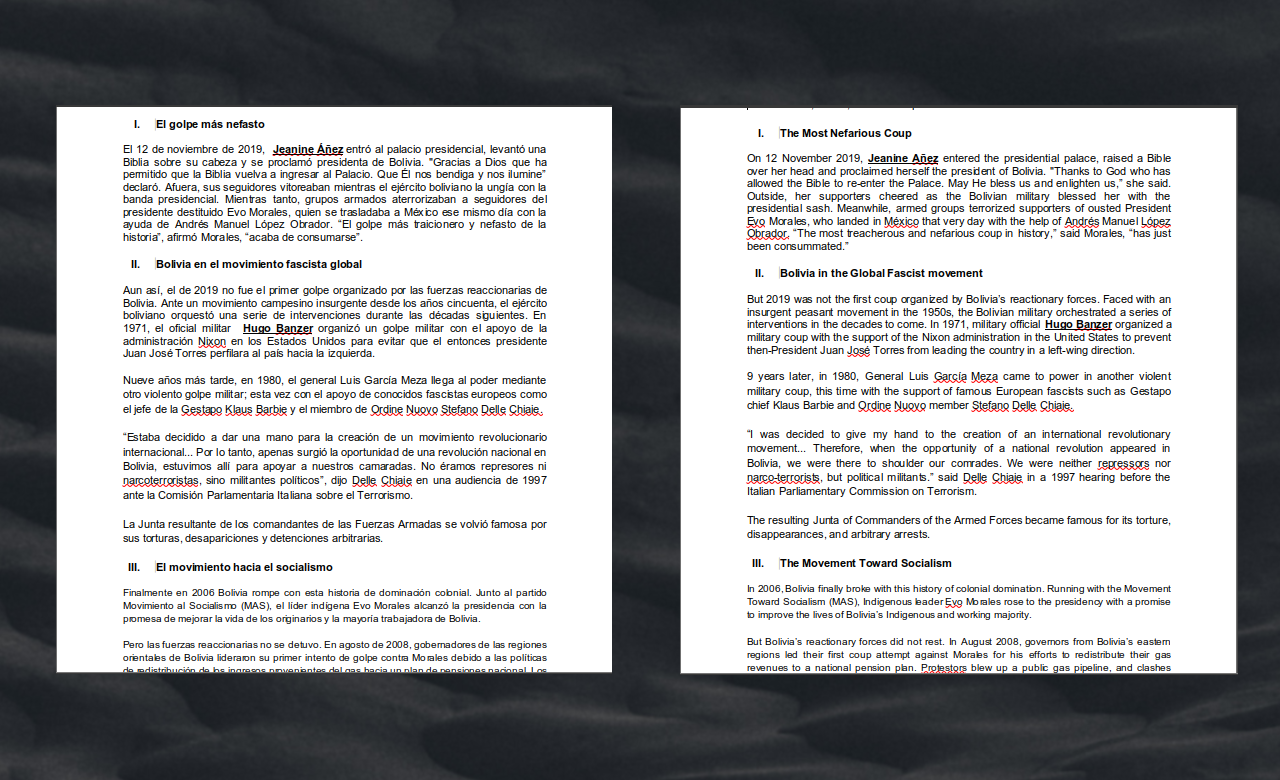 I. El golpe más nefasto
El 12 de noviembre de 2019, Jeanine Áñez entró al palacio presidencial, levantó una
Biblia sobre su cabeza y se proclamó presidenta de Bolivia. "Gracias a Dios que ha
permitido que la Biblia vuelva a ingresar al Palacio. Que Él nos bendiga y nos ilumine”
declaró. Afuera, sus seguidores vitoreaban mientras el ejército boliviano la ungía con la
banda presidencial. Mientras tanto, grupos armados aterrorizaban a seguidores del
presidente destituido Evo Morales, quien se trasladaba a México ese mismo día con la
ayuda de Andrés Manuel López Obrador. “El golpe más traicionero y nefasto de la
historia”, afirmó Morales, “acaba de consumarse”.
II. Bolivia en el movimiento fascista global
Aun así, el de 2019 no fue el primer golpe organizado por las fuerzas reaccionarias de
Bolivia. Ante un movimiento campesino insurgente desde los años cincuenta, el ejército
boliviano orquestó una serie de intervenciones durante las décadas siguientes. En
1971, el oficial militar Hugo Banzer organizó un golpe militar con el apoyo de la
administración Nixon en los Estados Unidos para evitar que el entonces presidente
Juan José Torres perfilara al país hacia la izquierda.
Nueve años más tarde, en 1980, el general Luis García Meza llega al poder mediante
otro violento golpe militar; esta vez con el apoyo de conocidos fascistas europeos como
el jefe de la Gestapo Klaus Barbie y el miembro de Ordine Nuovo Stefano Delle Chiaie.
“Estaba decidido a dar una mano para la creación de un movimiento revolucionario
internacional... Por lo tanto, apenas surgió la oportunidad de una revolución nacional en
Bolivia, estuvimos allí para apoyar a nuestros camaradas. No éramos represores ni
narcoterroristas, sino militantes políticos”, dijo Delle Chiaie en una audiencia de 1997
ante la Comisión Parlamentaria Italiana sobre el Terrorismo.
La Junta resultante de los comandantes de las Fuerzas Armadas se volvió famosa por
sus torturas, desapariciones y detenciones arbitrarias.
III. El movimiento hacia el socialismo
Finalmente en 2006 Bolivia rompe con esta historia de dominación colonial. Junto al partido
Movimiento al Socialismo (MAS), el líder indígena Evo Morales alcanzó la presidencia con la
promesa de mejorar la vida de los originarios y la mayoría trabajadora de Bolivia.
Pero las fuerzas reaccionarias no se detuvo. En agosto de 2008, gobernadores de las regiones
orientales de Bolivia lideraron su primer intento de golpe contra Morales debido a las políticas
de redistribución de los ingresos provenientes del gas hacia un plan de pensiones nacional. Los
I. The Most Nefarious Coup
On 12 November 2019, Jeanine Añez entered the presidential palace, raised a Bible
over her head and proclaimed herself the president of Bolivia. "Thanks to God who has
allowed the Bible to re-enter the Palace. May He bless us and enlighten us,” she said.
Outside, her supporters cheered as the Bolivian military blessed her with the
presidential sash. Meanwhile, armed groups terrorized supporters of ousted President
Evo Morales, who landed in México that very day with the help of Andrés Manuel López
Obrador. “The most treacherous and nefarious coup in history,” said Morales, “has just
been consummated.”
II. Bolivia in the Global Fascist movement
But 2019 was not the first coup organized by Bolivia’s reactionary forces. Faced with an
insurgent peasant movement in the 1950s, the Bolivian military orchestrated a series of
interventions in the decades to come. In 1971, military official Hugo Banzer organized a
military coup with the support of the Nixon administration in the United States to prevent
then-President Juan José Torres from leading the country in a left-wing direction.
9 years later, in 1980, General Luis García Meza came to power in another violent
military coup, this time with the support of famous European fascists such as Gestapo
chief Klaus Barbie and Ordine Nuovo member Stefano Delle Chiaie.
“I was decided to give my hand to the creation of an international revolutionary
movement... Therefore, when the opportunity of a national revolution appeared in
Bolivia, we were there to shoulder our comrades. We were neither repressors nor
narco-terrorists, but political militants.” said Delle Chiaie in a 1997 hearing before the
Italian Parliamentary Commission on Terrorism.
The resulting Junta of Commanders of the Armed Forces became famous for its torture,
disappearances, and arbitrary arrests.
III. The Movement Toward Socialism
In 2006, Bolivia finally broke with this history of colonial domination. Running with the Movement
Toward Socialism (MAS), Indigenous leader Evo Morales rose to the presidency with a promise
to improve the lives of Bolivia’s Indigenous and working majority.
But Bolivia’s reactionary forces did not rest. In August 2008, governors from Bolivia’s eastern
regions led their first coup attempt against Morales for his efforts to redistribute their gas
revenues to a national pension plan. Protestors blew up a public gas pipeline, and clashes